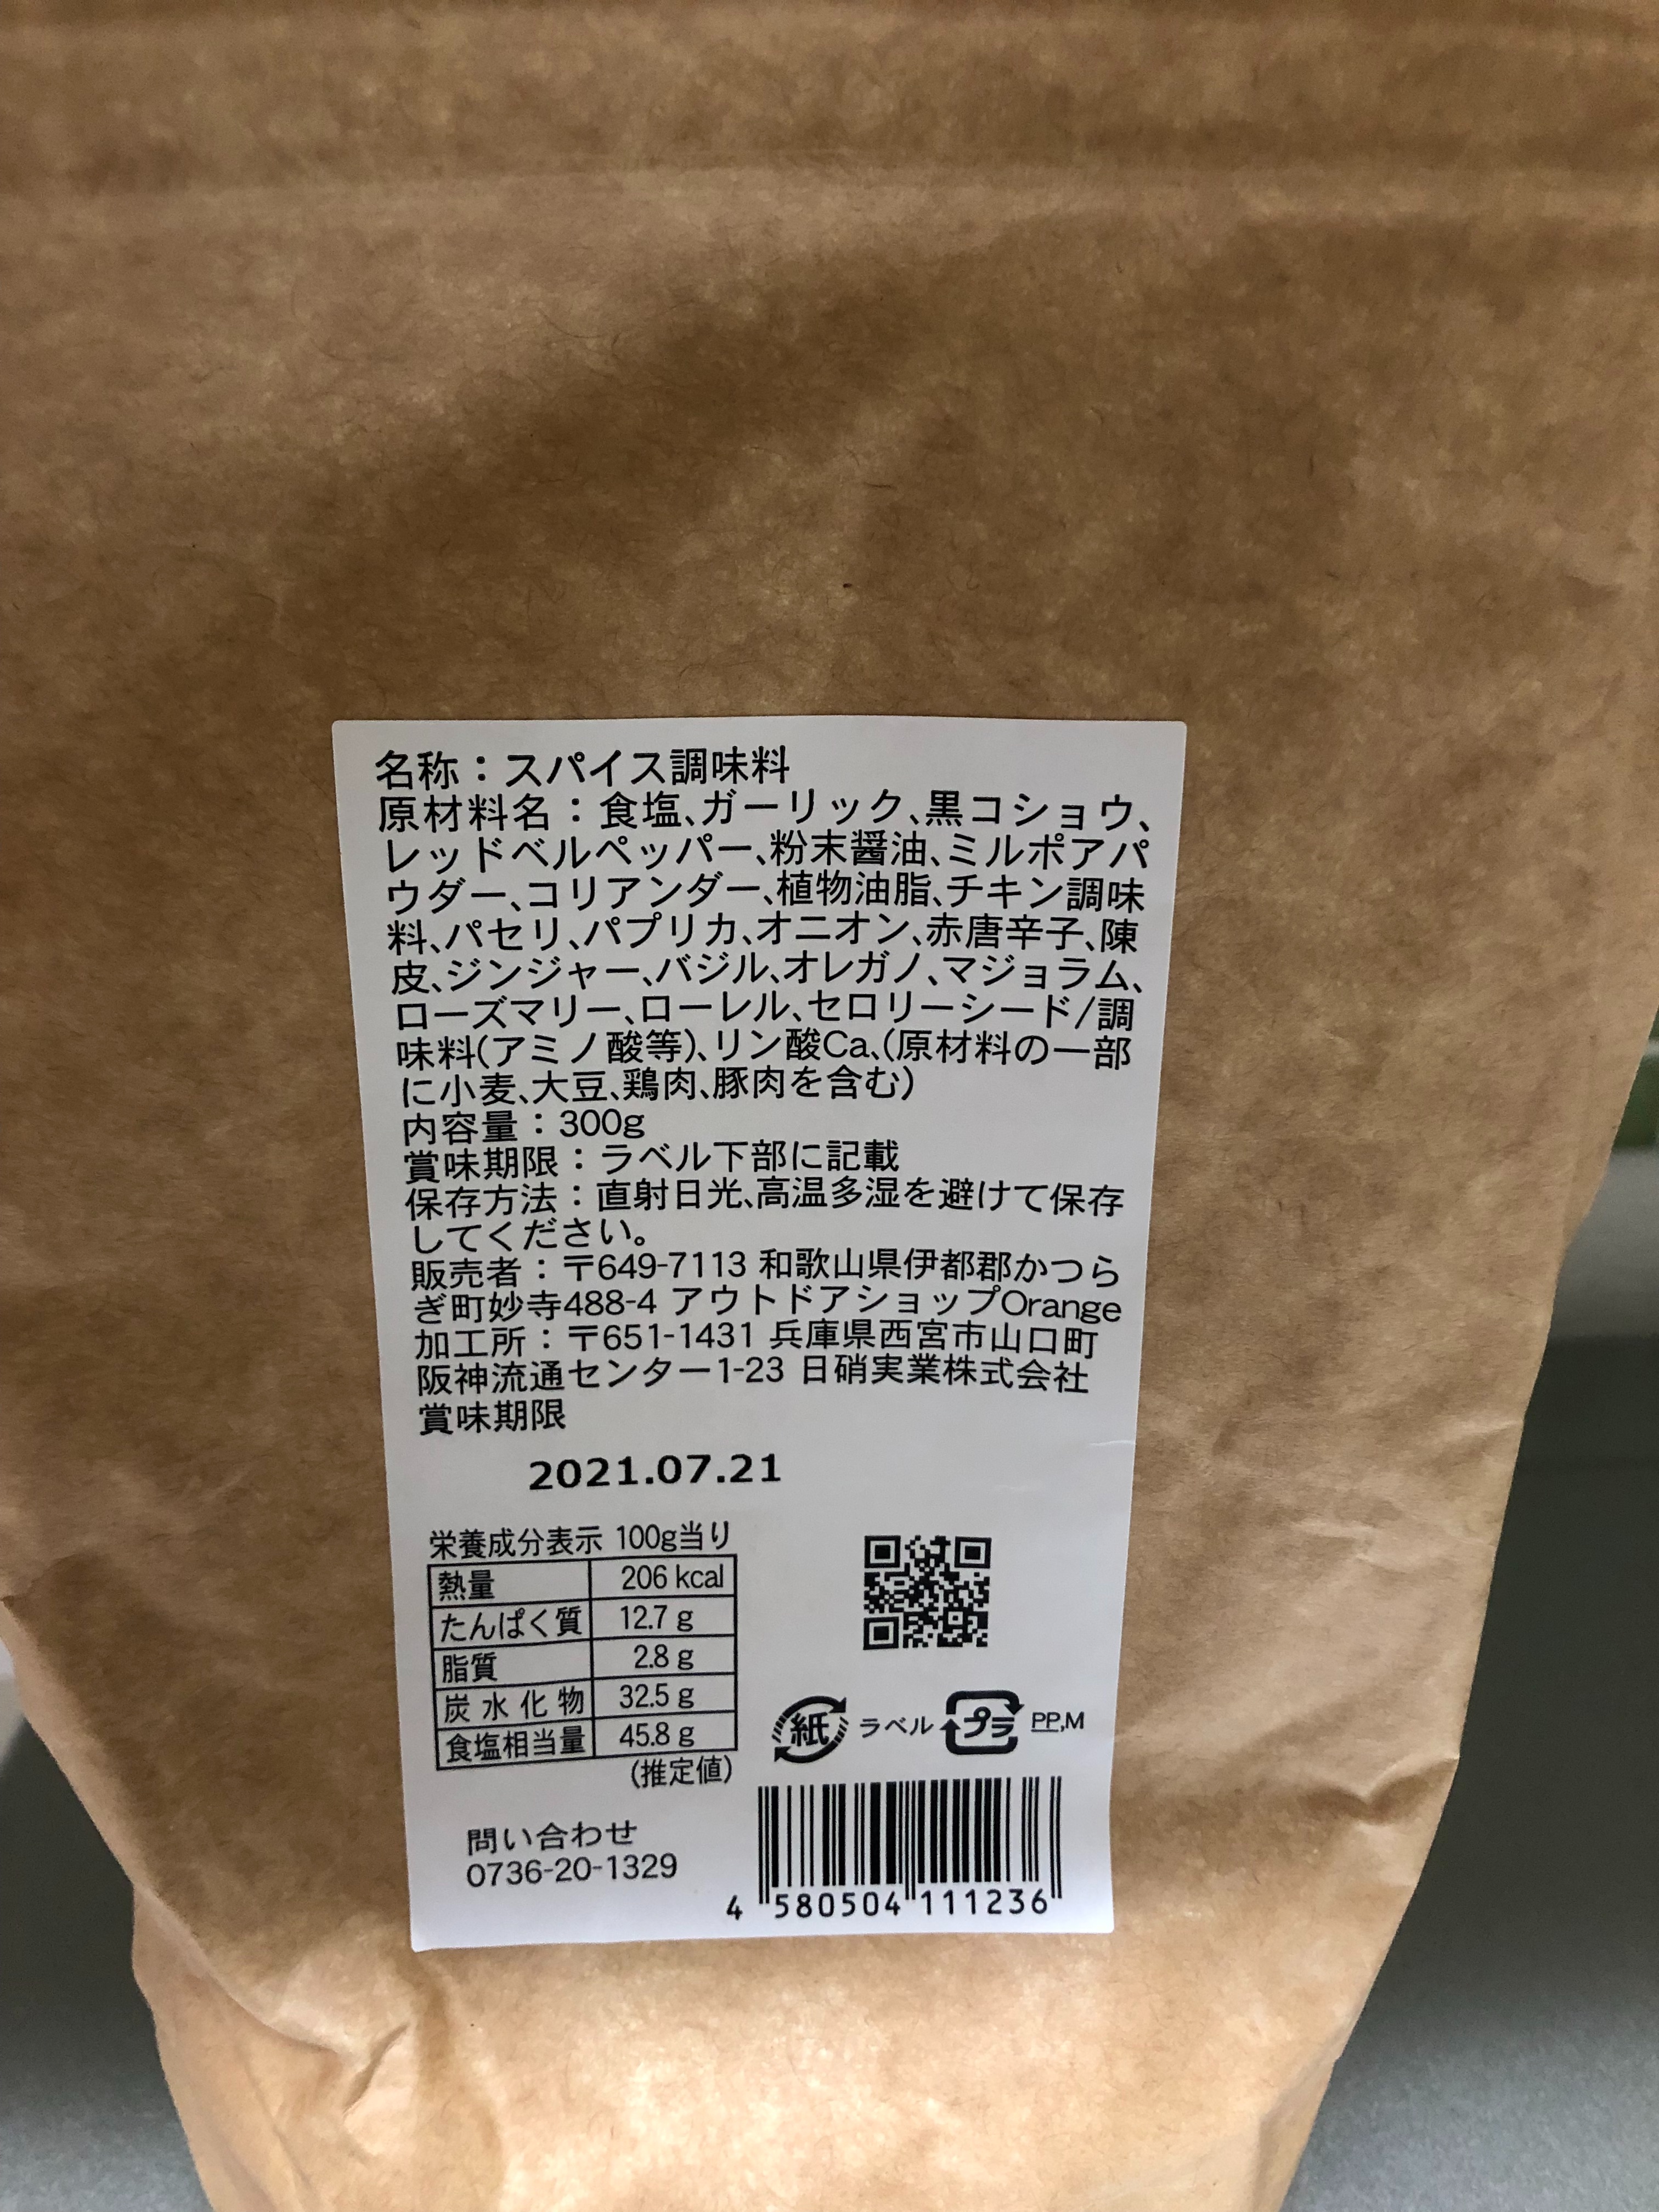 名称：スパイス調味料
原材料名：食塩、ガーリック、黒コショウ、
レッドベルペッパー、粉末醤油、ミルポアパ
ウダー、コリアンダー、植物油脂、チキン調味
料、パセリ、パプリカ、オニオン、赤唐辛子、陳
皮、ジンジャー、バジル、オレガノ、マジョラム、
ローズマリー、ローレル、セロリーシード/調
味料(アミノ酸等)、リン酸Ca、(原材料の一部
に小麦、大豆、鶏肉、豚肉を含む)
内容量：300g
賞味期限：ラベル下部に記載
保存方法：直射日光、高温多湿を避けて保存
してください。
販売者：〒649-7113 和歌山県伊都郡かつら
ぎ町妙寺488-4 アウトドアショップOrange
加工所：〒651-1431 兵庫県西宮市山口町
阪神流通センター1-23 日硝実業株式会社
賞味期限
2021.07.21
栄養成分表示 100g当り
熱量 206 kcal
たんぱく質 12.7 g
脂質 2.8 g
炭水化物 32.5 g
食塩相当量 45.8 g
(推定値)
紙 ラベル プラ PP,M
問い合わせ
0736-20-1329
4 580504 111236